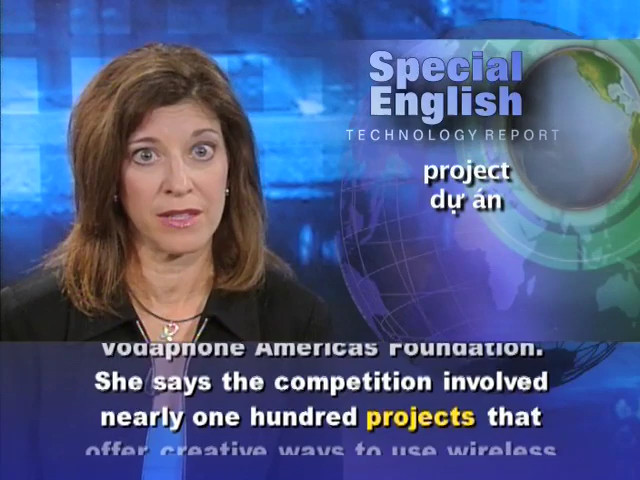 Special
English
TECHNOLOGY REPORT
project
dự án
Vodaphone Americas Foundation.
She says the competition involved
nearly one hundred projects that
offer creative ways to use wireless